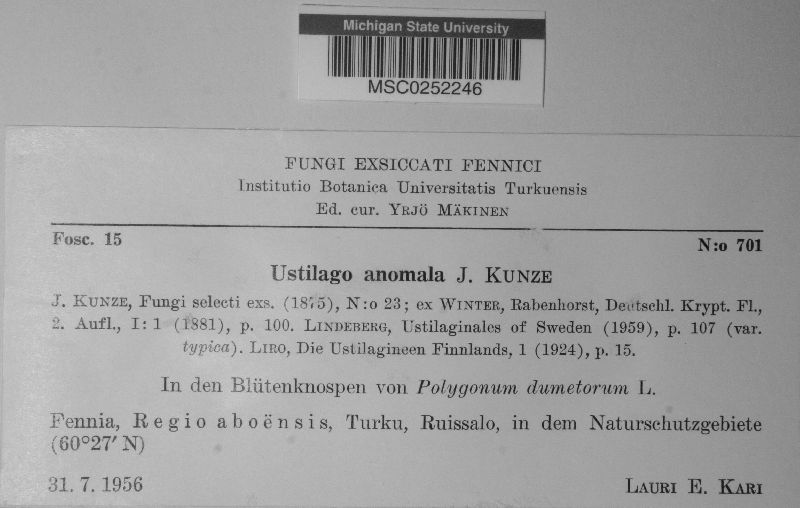 Michigan State University
MSC0252246
FUNGI EXSICCATI FENNICI
Institutio Botanica Universitatis Turkuensis
Ed. cur. YRJÖ MÄKINEN
Fosc. 15
N:o 701
Ustilago anomala J. KUNZE
J. KUNZE, Fungi selecti exs. (1875), N:o 23; ex WINTER, Rabenhorst, Deutschl. Krypt. Fl.,
2. Aufl., I: 1 (1881), p. 100. LINDEBERG, Ustilaginales of Sweden (1959), p. 107 (var.
typica). LIRO, Die Ustilagineen Finnlands, 1 (1924), p. 15.
In den Blütenknospen von Polygonum dumetorum L.
Fennia, Regio aboënsis, Turku, Ruissalo, in dem Naturschutzgebiete
(60°27′ N)
31. 7. 1956
LAURI E. KARI